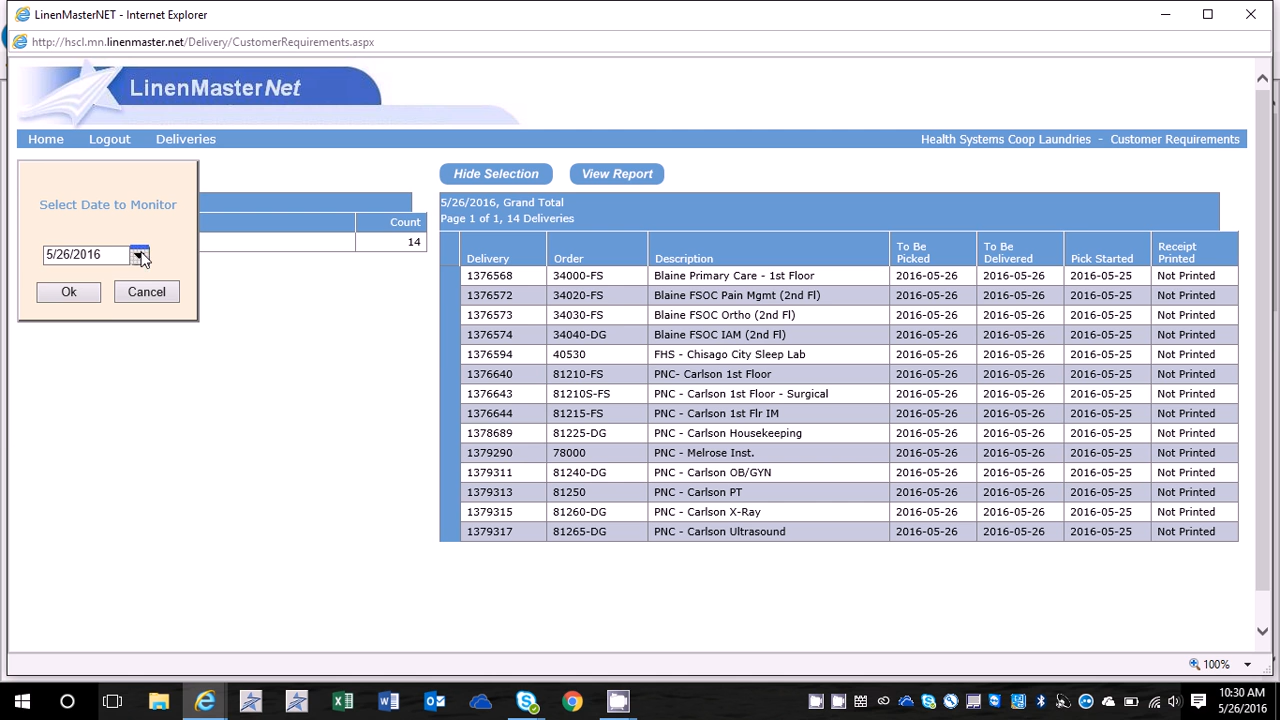 LinenMasterNET - Internet Explorer
http://hscl.mn.linenmaster.net/Delivery/CustomerRequirements.aspx
LinenMasterNet
Home Logout Deliveries Health Systems Coop Laundries - Customer Requirements
Select Date to Monitor
5/26/2016
Ok Cancel
Count
14
Hide Selection View Report
5/26/2016, Grand Total
Page 1 of 1, 14 Deliveries
Delivery Order Description To Be Picked To Be Delivered Pick Started Receipt Printed
1376568 34000-FS Blaine Primary Care - 1st Floor 2016-05-26 2016-05-26 2016-05-25 Not Printed
1376572 34020-FS Blaine FSOC Pain Mgmt (2nd Fl) 2016-05-26 2016-05-26 2016-05-25 Not Printed
1376573 34030-FS Blaine FSOC Ortho (2nd Fl) 2016-05-26 2016-05-26 2016-05-25 Not Printed
1376574 34040-DG Blaine FSOC IAM (2nd Fl) 2016-05-26 2016-05-26 2016-05-25 Not Printed
1376594 40530 FHS - Chisago City Sleep Lab 2016-05-26 2016-05-26 2016-05-25 Not Printed
1376640 81210-FS PNC- Carlson 1st Floor 2016-05-26 2016-05-26 2016-05-25 Not Printed
1376643 81210S-FS PNC - Carlson 1st Floor - Surgical 2016-05-26 2016-05-26 2016-05-25 Not Printed
1376644 81215-FS PNC - Carlson 1st Flr IM 2016-05-26 2016-05-26 2016-05-25 Not Printed
1378689 81225-DG PNC - Carlson Housekeeping 2016-05-26 2016-05-26 2016-05-25 Not Printed
1379290 78000 PNC - Melrose Inst. 2016-05-26 2016-05-26 2016-05-25 Not Printed
1379311 81240-DG PNC - Carlson OB/GYN 2016-05-26 2016-05-26 2016-05-25 Not Printed
1379313 81250 PNC - Carlson PT 2016-05-26 2016-05-26 2016-05-25 Not Printed
1379315 81260-DG PNC - Carlson X-Ray 2016-05-26 2016-05-26 2016-05-25 Not Printed
1379317 81265-DG PNC - Carlson Ultrasound 2016-05-26 2016-05-26 2016-05-25 Not Printed
100%
10:30 AM
5/26/2016